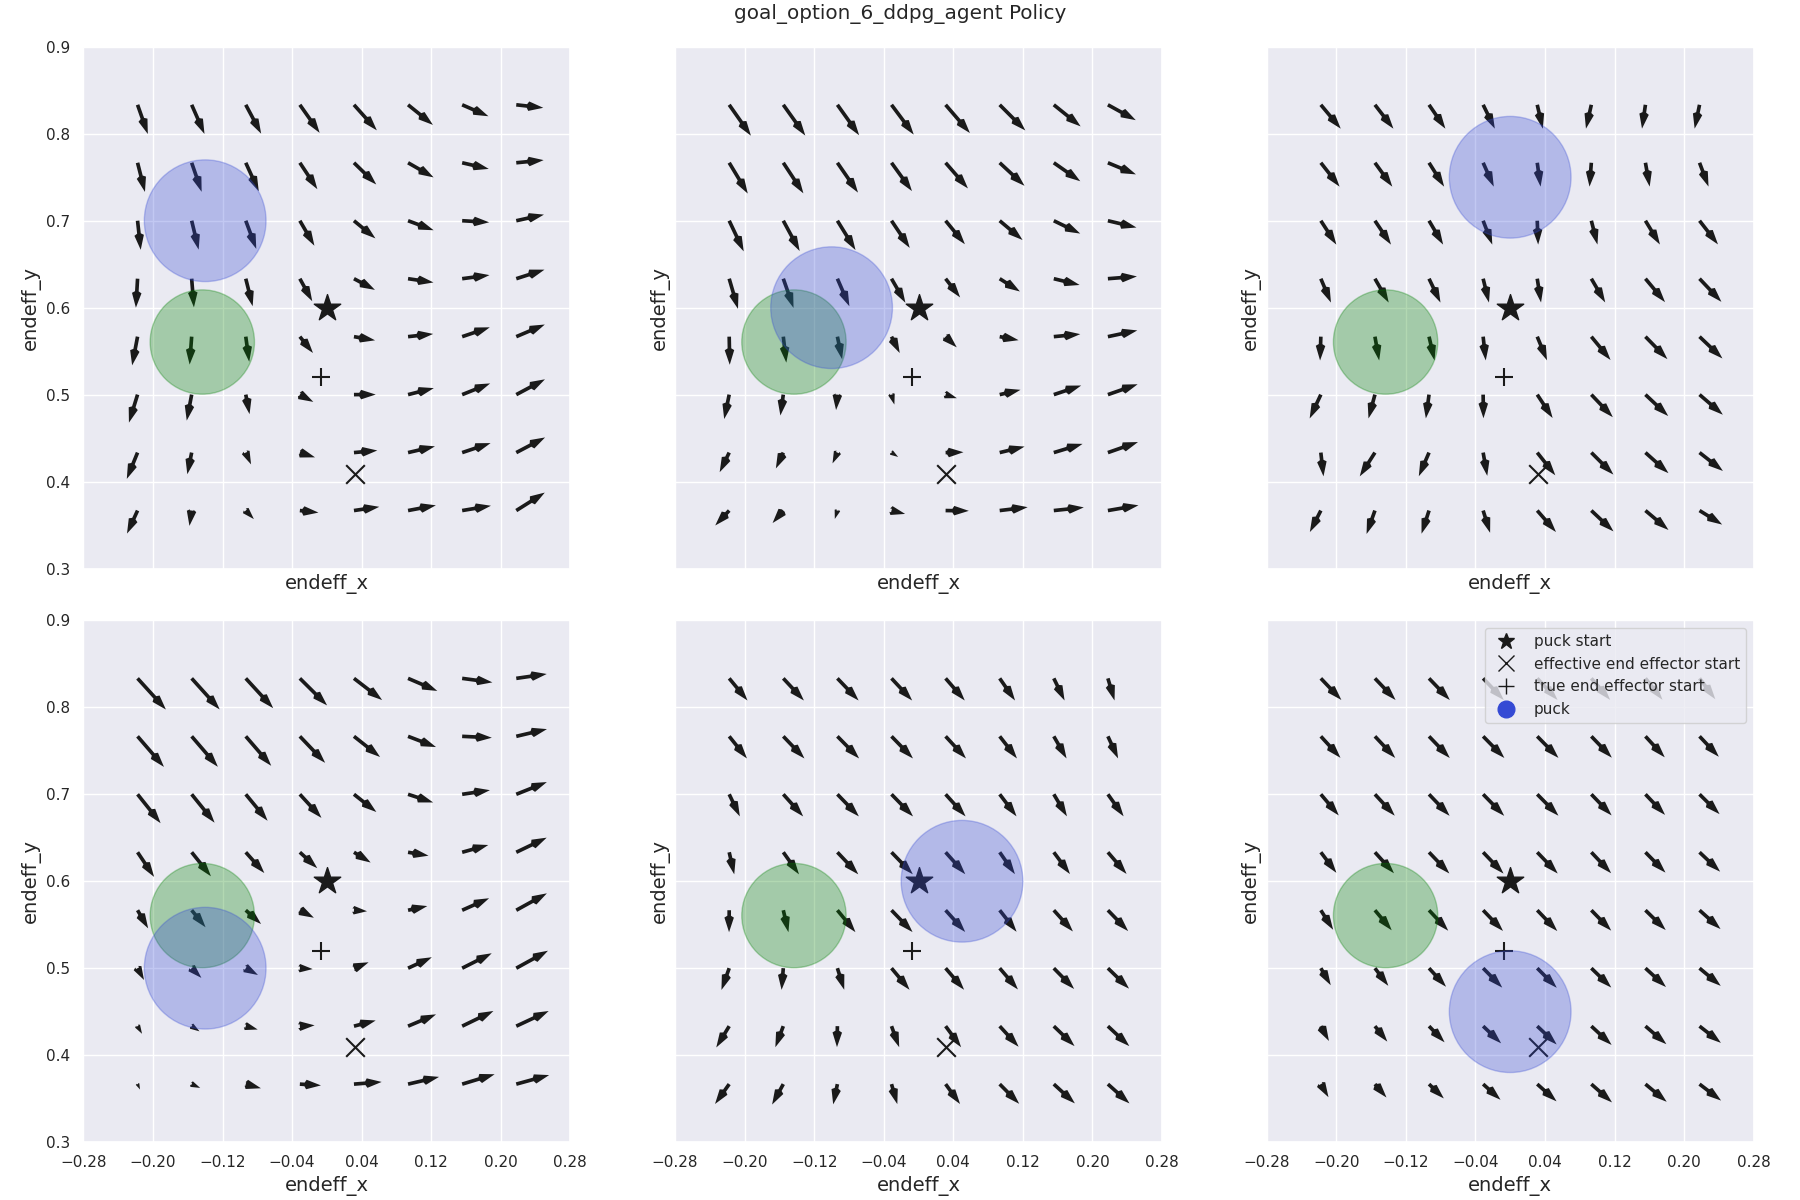 goal_option_6_ddpg_agent Policy
0.9
0.8
0.7
0.6
0.5
0.4
0.3
endeff_y
endeff_x
endeff_y
endeff_x
endeff_y
endeff_x
0.9
0.8
0.7
0.6
0.5
0.4
0.3
endeff_y
−0.28 −0.20 −0.12 −0.04 0.04 0.12 0.20 0.28
endeff_x
endeff_y
−0.28 −0.20 −0.12 −0.04 0.04 0.12 0.20 0.28
endeff_x
puck start
effective end effector start
true end effector start
puck
endeff_y
−0.28 −0.20 −0.12 −0.04 0.04 0.12 0.20 0.28
endeff_x